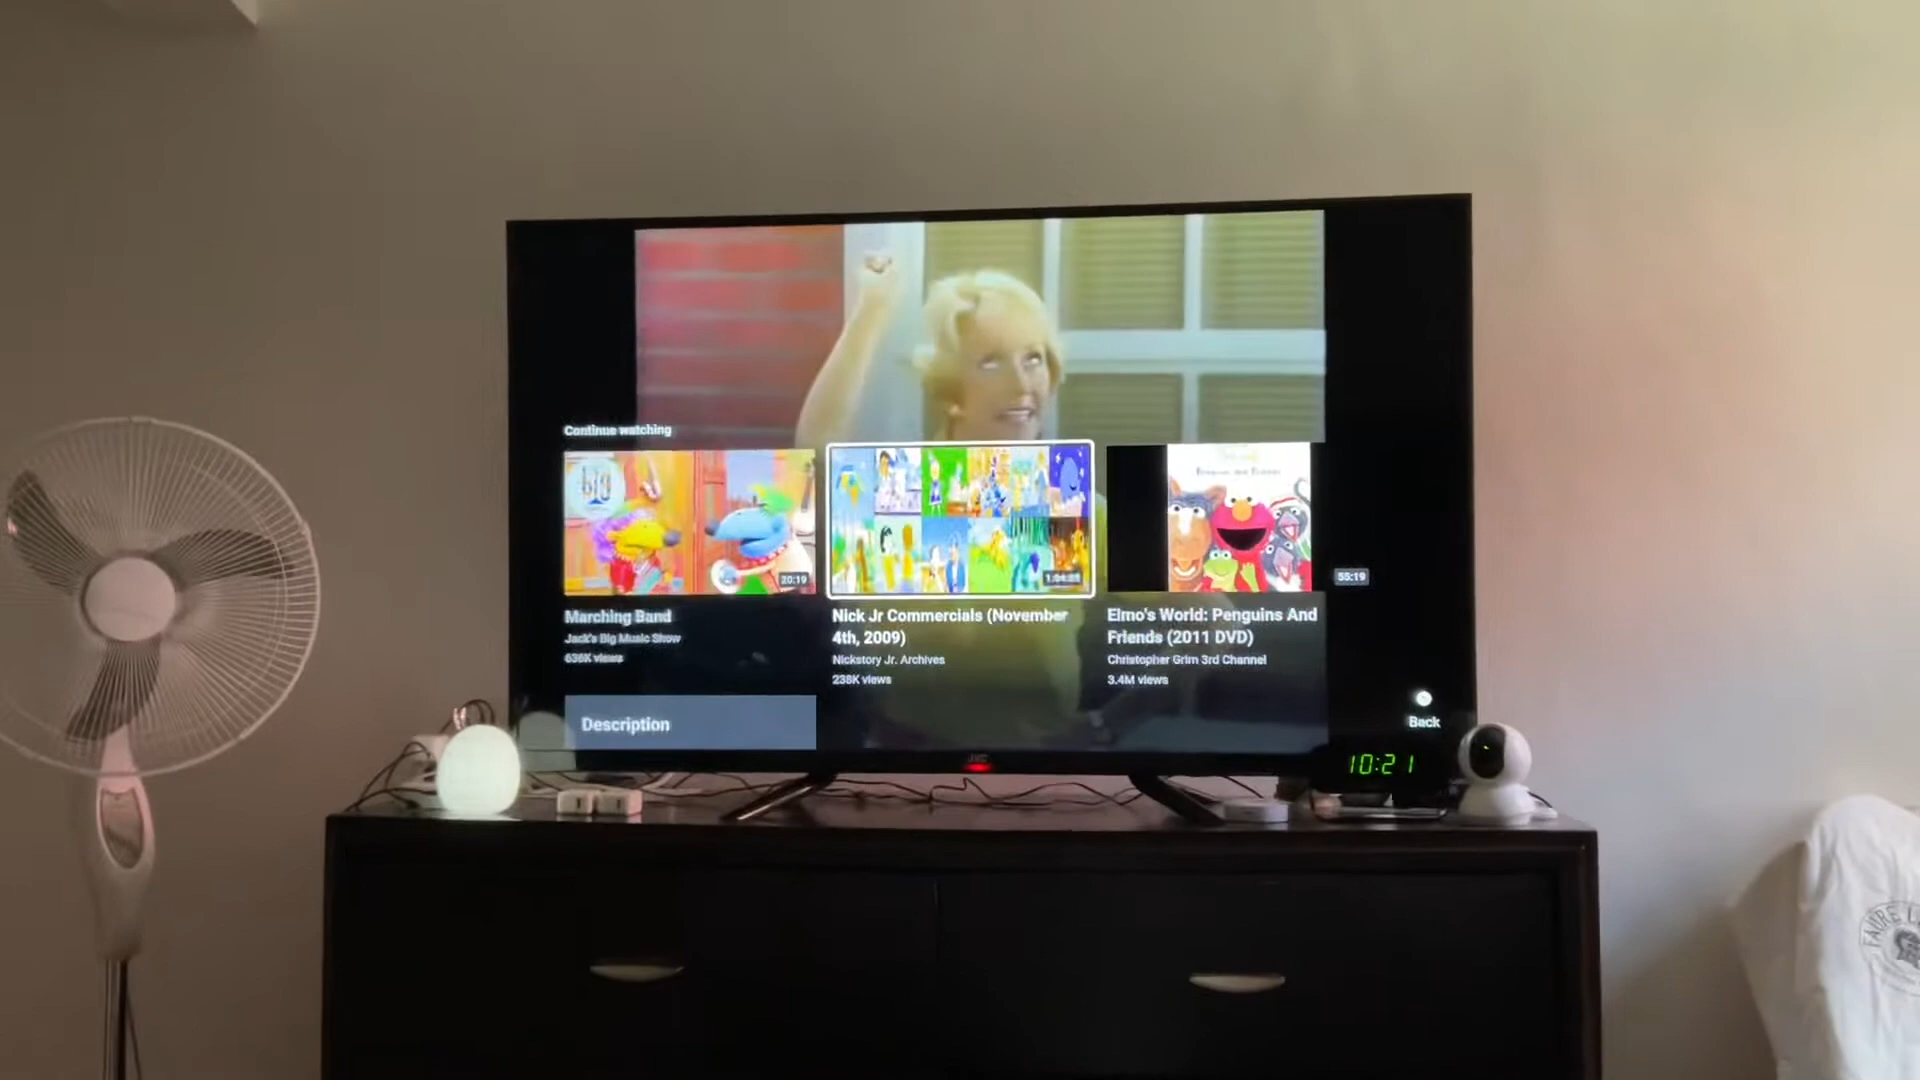 Continue watching
20:19
Marching Band
Jack's Big Music Show
636K views
Nick Jr Commercials (November
4th, 2009)
Nickstory Jr. Archives
238K views
55:19
Elmo's World: Penguins And
Friends (2011 DVD)
Christopher Grim 3rd Channel
3.4M views
Description
Back
JVC
10:21